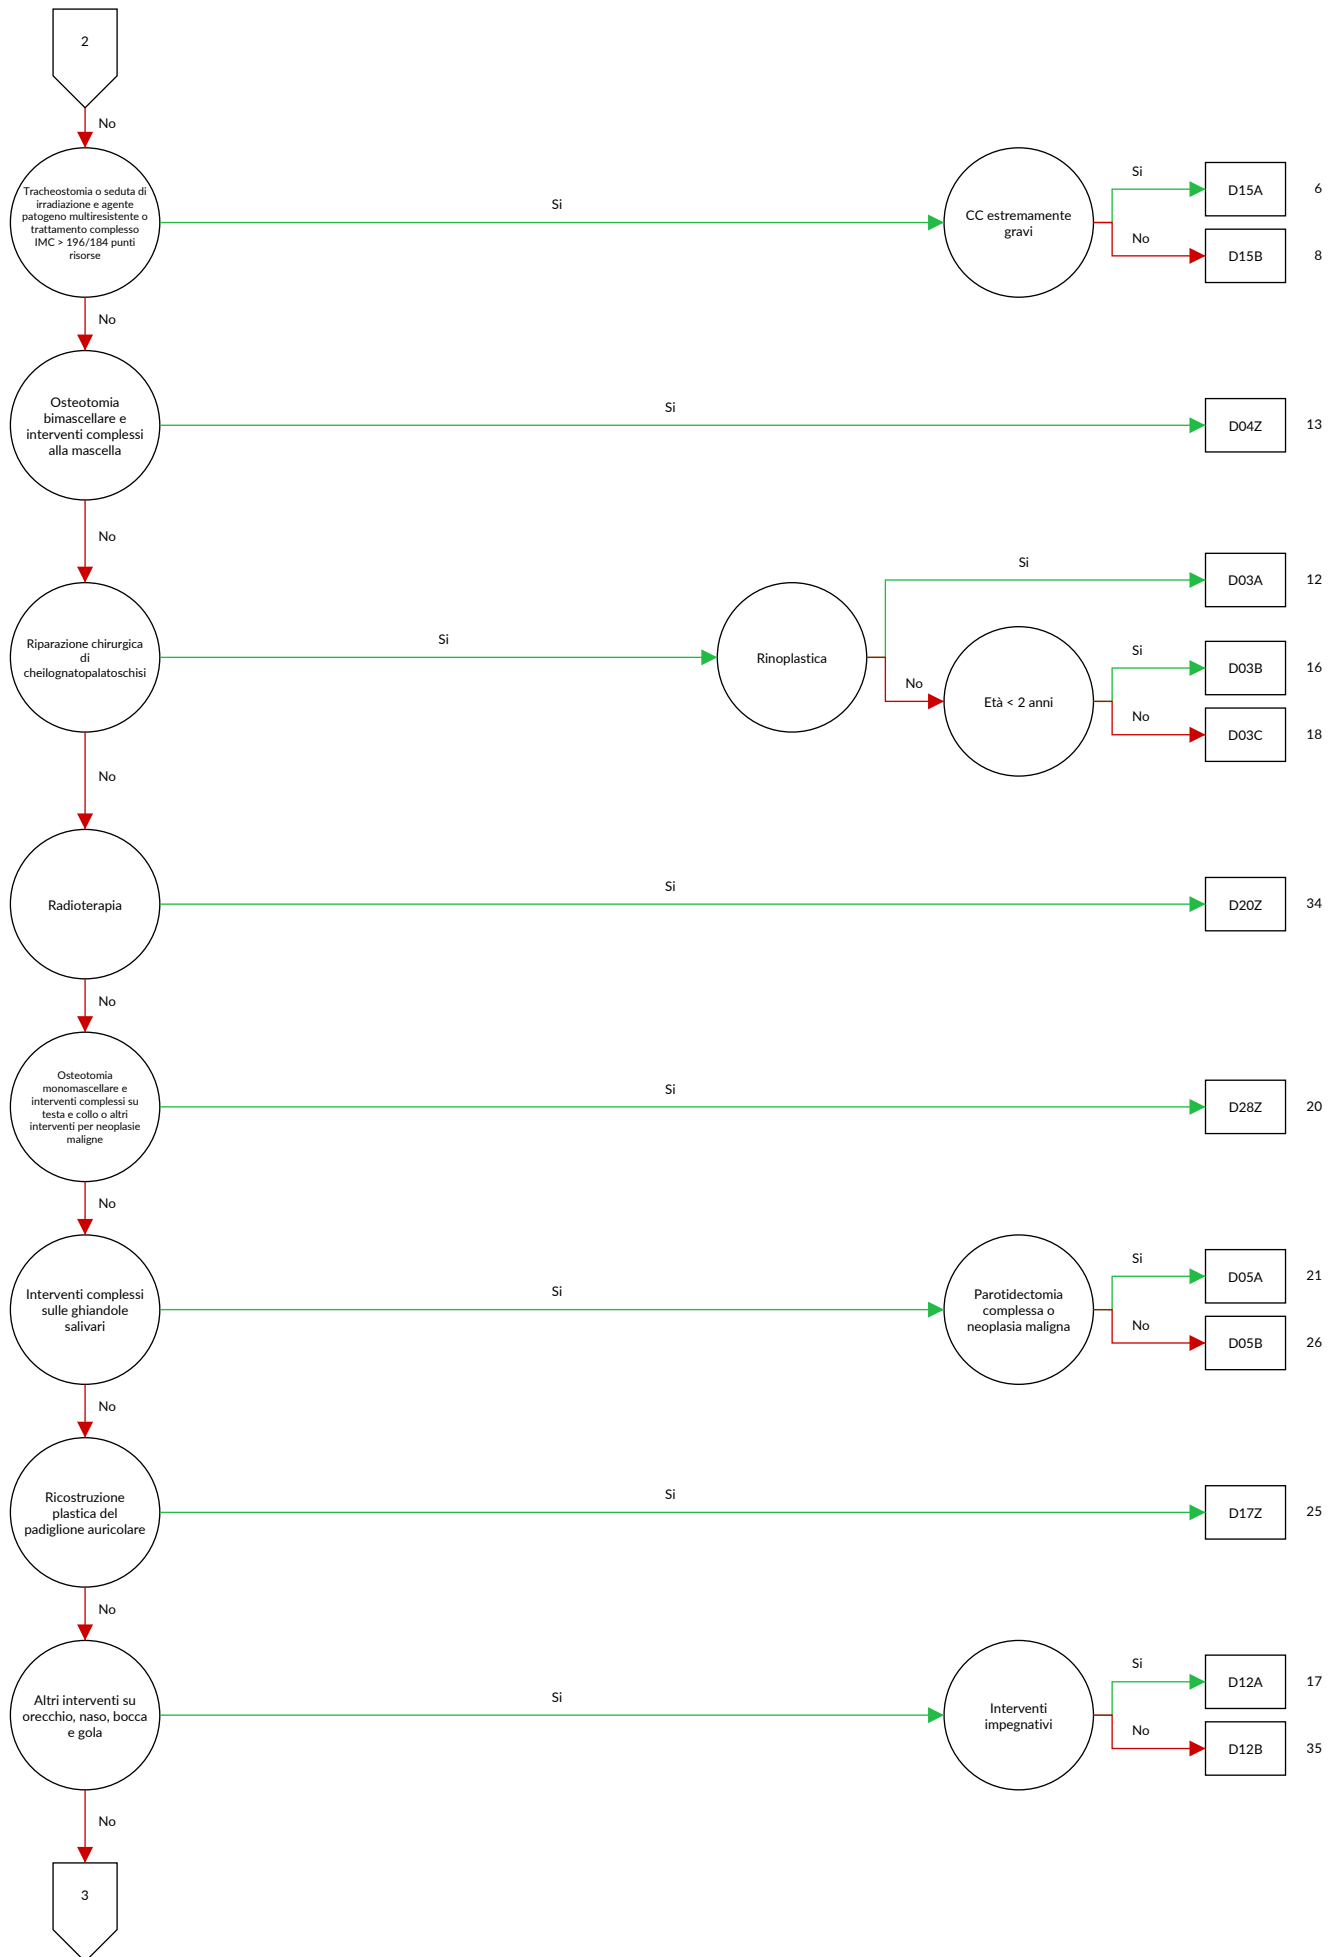 2
No
Tracheostomia o seduta di
irradiazione e agente
patogeno multiresistente o
trattamento complesso
IMC > 196/184 punti
risorse
Si
CC estremamente
gravi
Si
D15A
6
No
D15B
8
No
Osteotomia
bimascellare e
interventi complessi
alla mascella
Si
D04Z
13
No
Riparazione chirurgica
di
cheilognatopalatoschisi
Si
Rinoplastica
Si
D03A
12
No
Età < 2 anni
Si
D03B
16
No
D03C
18
No
Radioterapia
Si
D20Z
34
No
Osteotomia
monomascellare e
interventi complessi su
testa e collo o altri
interventi per neoplasie
maligne
Si
D28Z
20
No
Interventi complessi
sulle ghiandole
salivari
Si
Parotidectomia
complessa o
neoplasia maligna
Si
D05A
21
No
D05B
26
No
Ricostruzione
plastica del
padiglione auricolare
Si
D17Z
25
No
Altri interventi su
orecchio, naso, bocca
e gola
Si
Interventi
impegnativi
Si
D12A
17
No
D12B
35
No
3